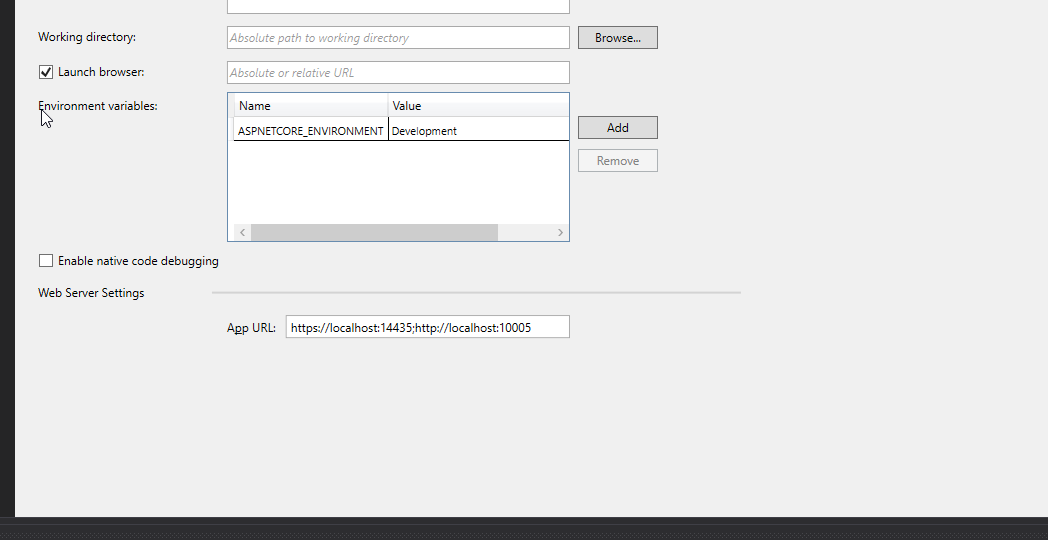 Working directory:
Absolute path to working directory
Browse...
Launch browser:
Absolute or relative URL
Environment variables:
Name
Value
ASPNETCORE_ENVIRONMENT
Development
Add
Remove
Enable native code debugging
Web Server Settings
App URL:
https://localhost:14435;http://localhost:10005